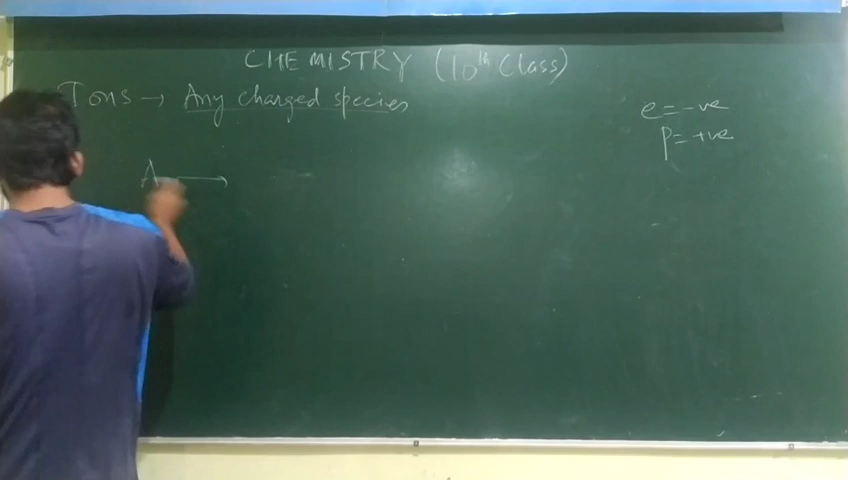 CHEMISTRY (10th Class)
Ions → Any charged species
e = -ve
p = +ve
A →